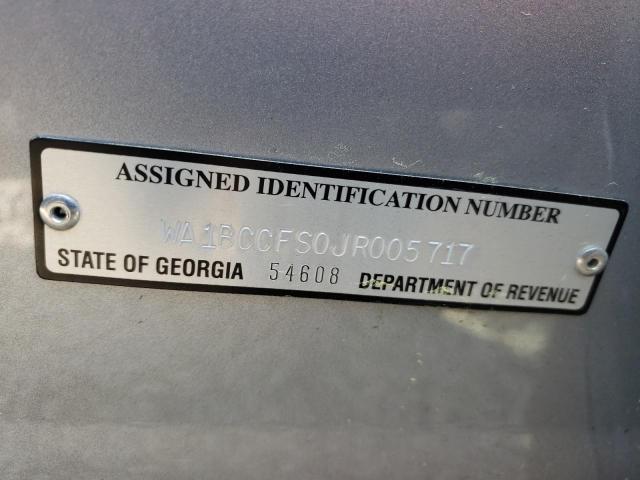 ASSIGNED IDENTIFICATION NUMBER
WA1BCCFS0JR005717
STATE OF GEORGIA 54608 DEPARTMENT OF REVENUE